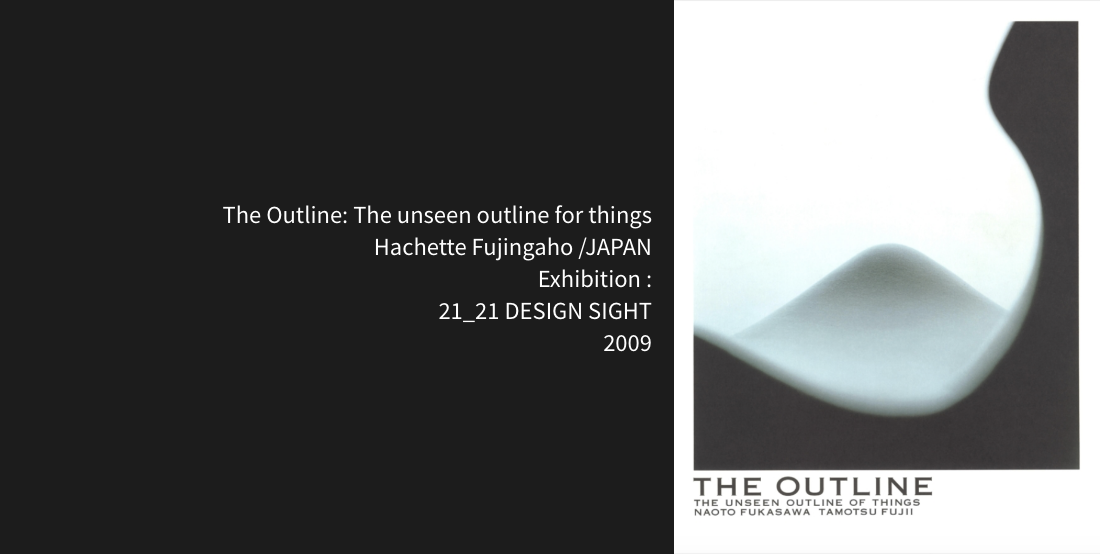 The Outline: The unseen outline for things
Hachette Fujingaho /JAPAN
Exhibition :
21_21 DESIGN SIGHT
2009
THE OUTLINE
THE UNSEEN OUTLINE OF THINGS
NAOTO FUKASAWA TAMOTSU FUJII